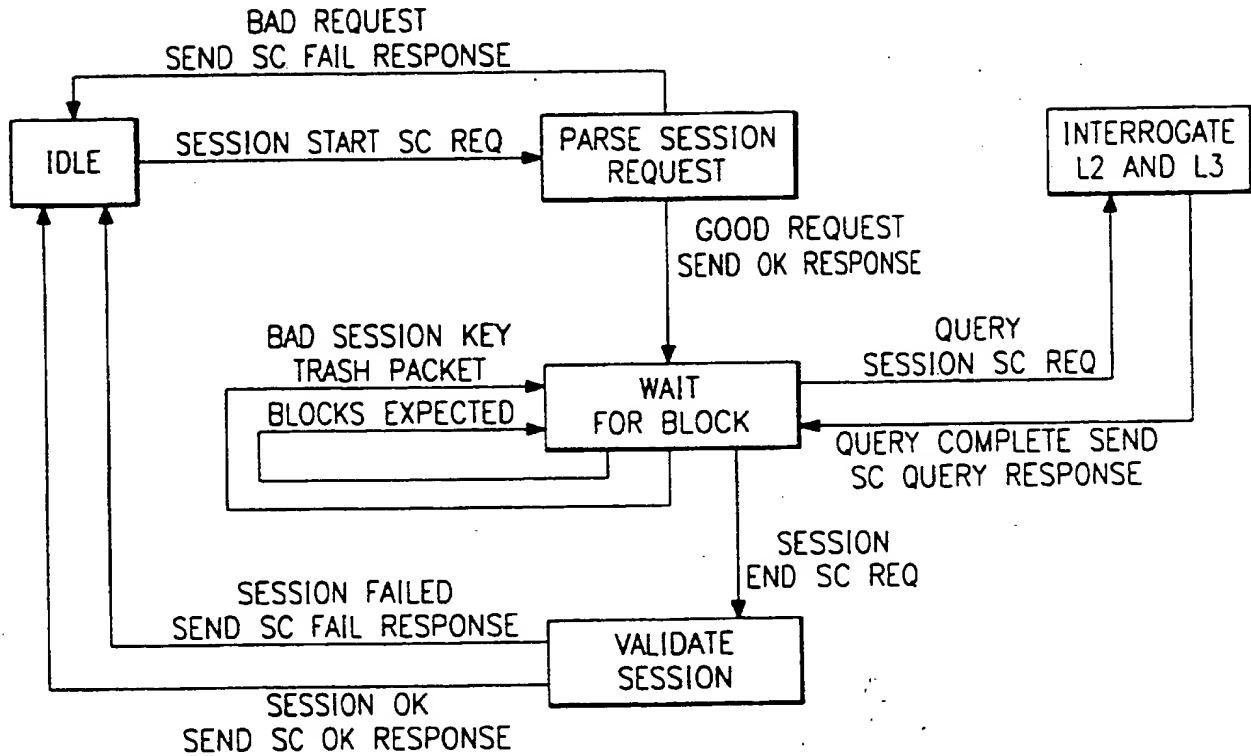 BAD REQUEST
SEND SC FAIL RESPONSE
IDLE
SESSION START SC REQ
PARSE SESSION
REQUEST
INTERROGATE
L2 AND L3
GOOD REQUEST
SEND OK RESPONSE
BAD SESSION KEY
TRASH PACKET
BLOCKS EXPECTED
WAIT
FOR BLOCK
QUERY
SESSION SC REQ
QUERY COMPLETE SEND
SC QUERY RESPONSE
SESSION
END SC REQ
SESSION FAILED
SEND SC FAIL RESPONSE
VALIDATE
SESSION
SESSION OK
SEND SC OK RESPONSE